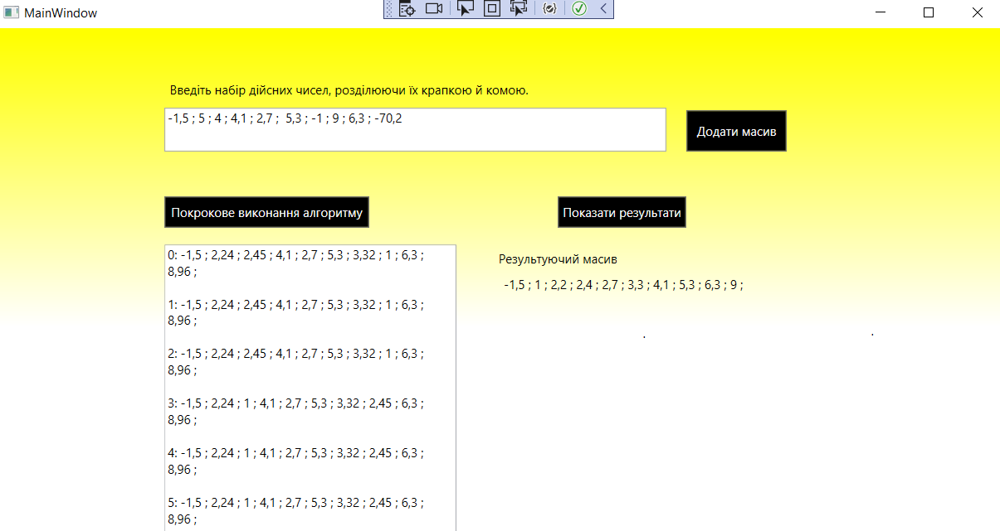 MainWindow
Введіть набір дійсних чисел, розділюючи їх крапкою й комою.
-1,5 ; 5 ; 4 ; 4,1 ; 2,7 ;  5,3 ; -1 ; 9 ; 6,3 ; -70,2
Додати масив
Покрокове виконання алгоритму
Показати результати
0: -1,5 ; 2,24 ; 2,45 ; 4,1 ; 2,7 ; 5,3 ; 3,32 ; 1 ; 6,3 ;
8,96 ;
1: -1,5 ; 2,24 ; 2,45 ; 4,1 ; 2,7 ; 5,3 ; 3,32 ; 1 ; 6,3 ;
8,96 ;
2: -1,5 ; 2,24 ; 2,45 ; 4,1 ; 2,7 ; 5,3 ; 3,32 ; 1 ; 6,3 ;
8,96 ;
3: -1,5 ; 2,24 ; 1 ; 4,1 ; 2,7 ; 5,3 ; 3,32 ; 2,45 ; 6,3 ;
8,96 ;
4: -1,5 ; 2,24 ; 1 ; 4,1 ; 2,7 ; 5,3 ; 3,32 ; 2,45 ; 6,3 ;
8,96 ;
5: -1,5 ; 2,24 ; 1 ; 4,1 ; 2,7 ; 5,3 ; 3,32 ; 2,45 ; 6,3 ;
8,96 ;
Результуючий масив
-1,5 ; 1 ; 2,2 ; 2,4 ; 2,7 ; 3,3 ; 4,1 ; 5,3 ; 6,3 ; 9 ;
. .